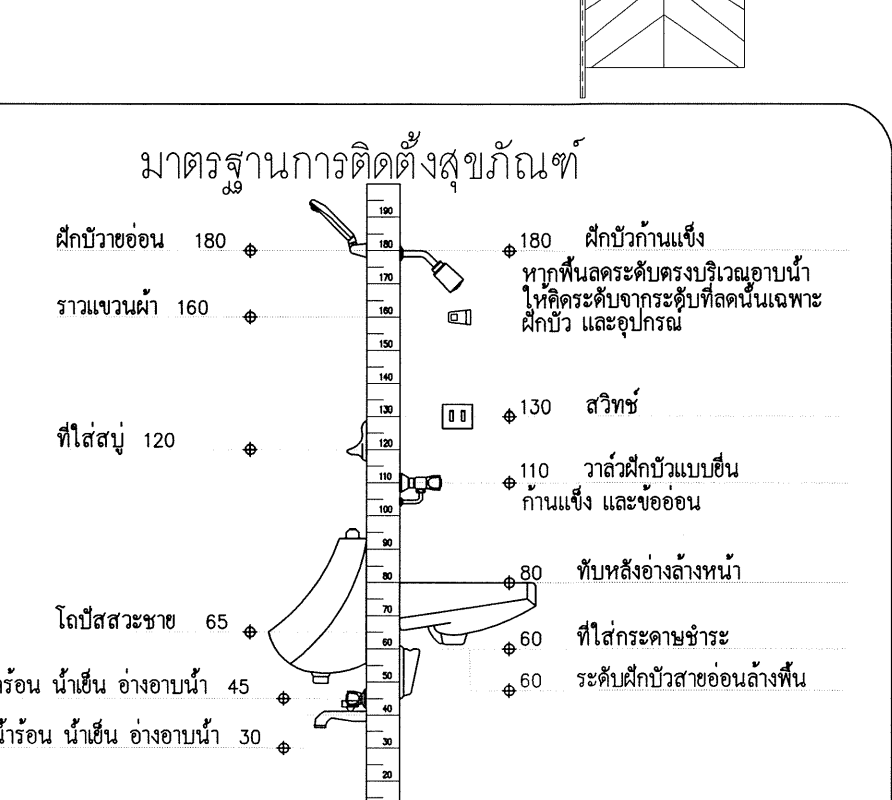 มาตรฐานการติดตั้งสุขภัณฑ์
190
ฝักบัวายอ่อน 180
180
180 ฝักบัวก้านแข็ง
170
หากพื้นลดระดับตรงบริเวณอาบน้ำ
ให้คิดระดับจากระดับที่ลดนั้นเฉพาะ
ฝักบัว และอุปกรณ์
ราวแขวนผ้า 160
160
150
140
130
130 สวิทช์
ที่ใส่สบู่ 120
120
110
110 วาล์วฝักบัวแบบยืน
ก้านแข็ง และข้ออ่อน
100
90
80
80 ทับหลังอ่างล้างหน้า
70
โถปัสสวะชาย 65
60
60 ที่ใส่กระดาษชำระ
50
60 ระดับฝักบัวสายอ่อนล้างพื้น
ร้อน น้ำเย็น อ่างอาบน้ำ 45
40
น้ำร้อน น้ำเย็น อ่างอาบน้ำ 30
30
20